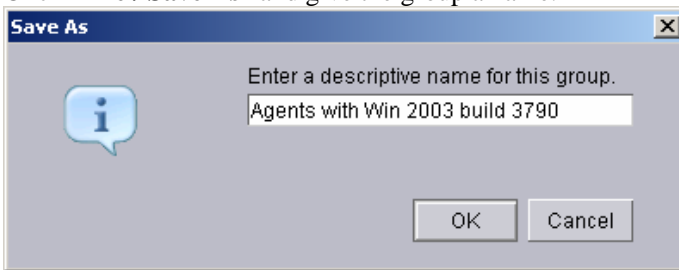 Save As
Enter a descriptive name for this group.
Agents with Win 2003 build 3790
OK Cancel